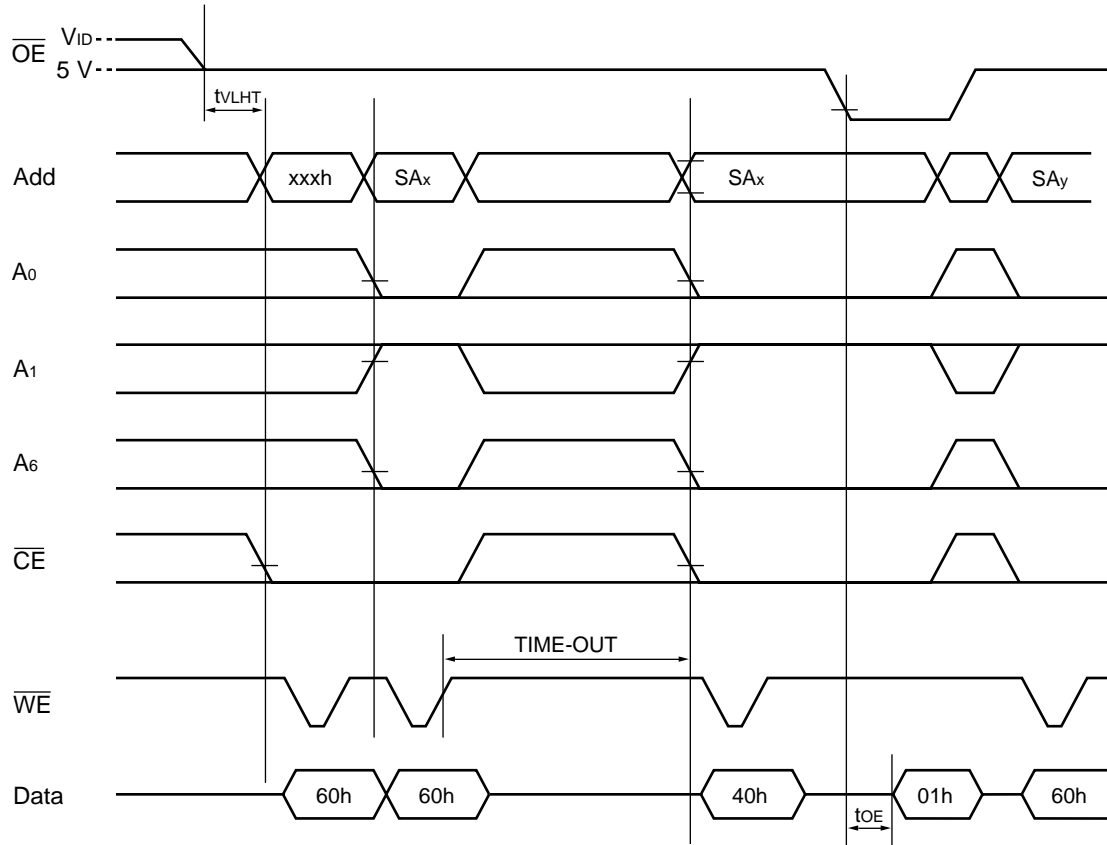 OE VID
5 V
tVLHT
Add xxxh SAx SAx SAy
A0
A1
A6
CE
TIME-OUT
WE
Data 60h 60h 40h 01h 60h
tOE